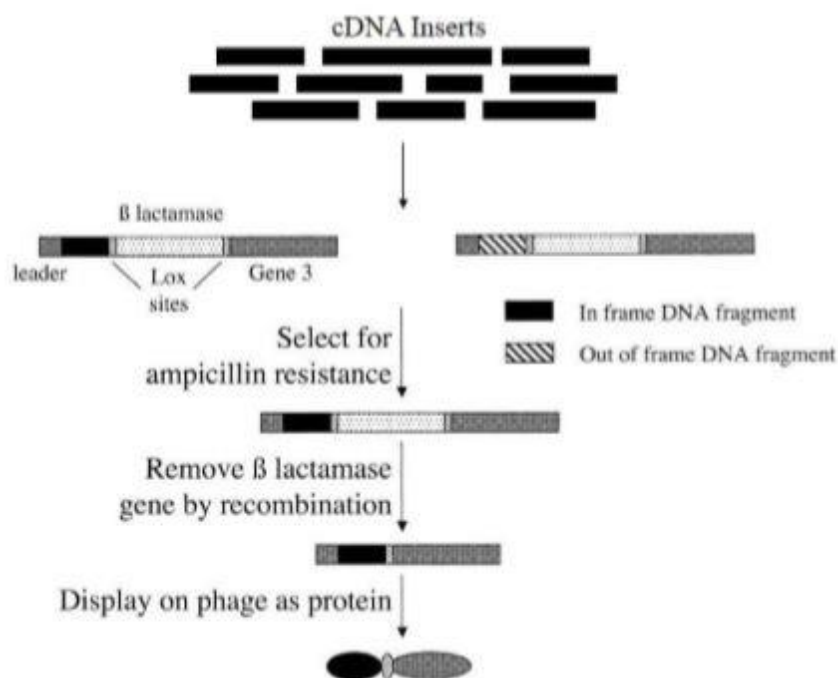 cDNA Inserts
ß lactamase
leader
Lox
sites
Gene 3
In frame DNA fragment
Out of frame DNA fragment
Select for
ampicillin resistance
Remove ß lactamase
gene by recombination
Display on phage as protein